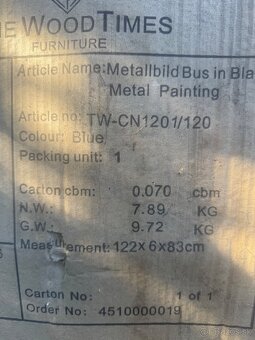 WOODTIMES
FURNITURE
Article Name: Metallbild Bus in Bla
Metal Painting
Article no: TW-CN1201/120
Colour: Blue
Packing unit: 1
Carton cbm: 0.070 cbm
N.W.: 7.89 KG
G.W.: 9.72 KG
Measurement: 122x6x83cm
Carton No: 1 of 1
Order No: 4510000019